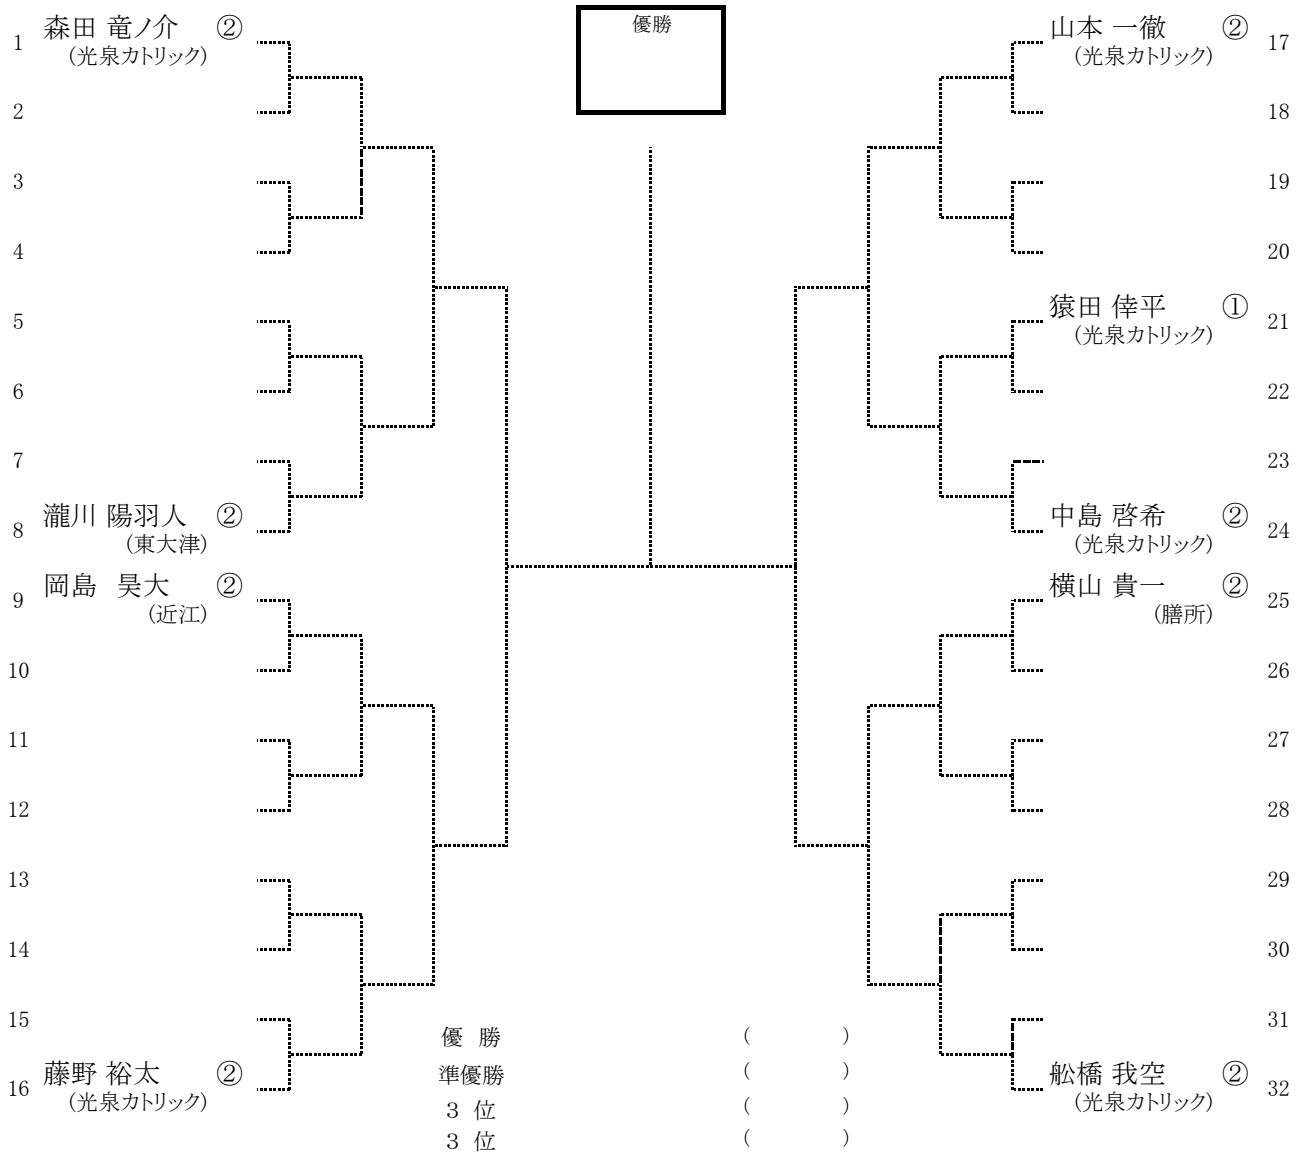 優勝
1 森田 竜ノ介 ②
(光泉カトリック)
2
3
4
5
6
7
8 瀧川 陽羽人 ②
(東大津)
9 岡島 昊大 ②
(近江)
10
11
12
13
14
15
16 藤野 裕太 ②
(光泉カトリック)
山本 一徹 ② 17
(光泉カトリック)
18
19
20
猿田 倖平 ① 21
(光泉カトリック)
22
23
中島 啓希 ② 24
(光泉カトリック)
横山 貴一 ② 25
(膳所)
26
27
28
29
30
31
舩橋 我空 ② 32
(光泉カトリック)
優 勝 ( )
準優勝 ( )
3 位 ( )
3 位 ( )